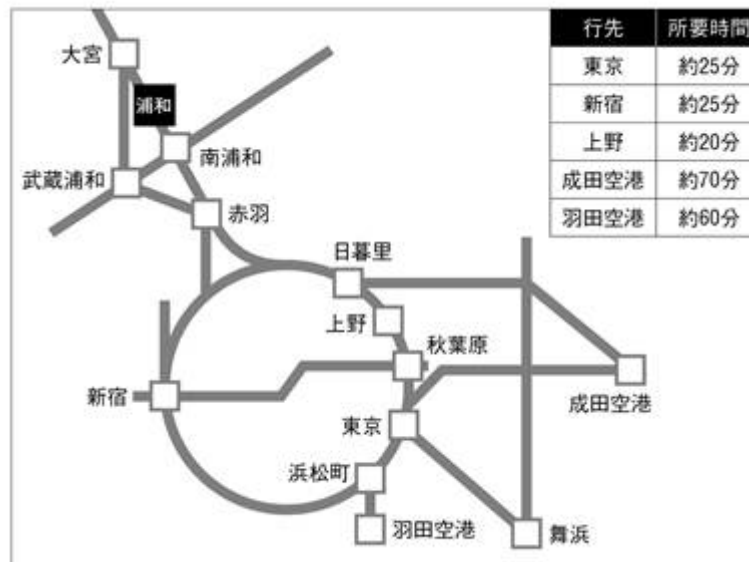 大宮
浦和
南浦和
武蔵浦和
赤羽
日暮里
上野
秋葉原
新宿
成田空港
東京
浜松町
羽田空港
舞浜
行先 所要時間
東京 約25分
新宿 約25分
上野 約20分
成田空港 約70分
羽田空港 約60分